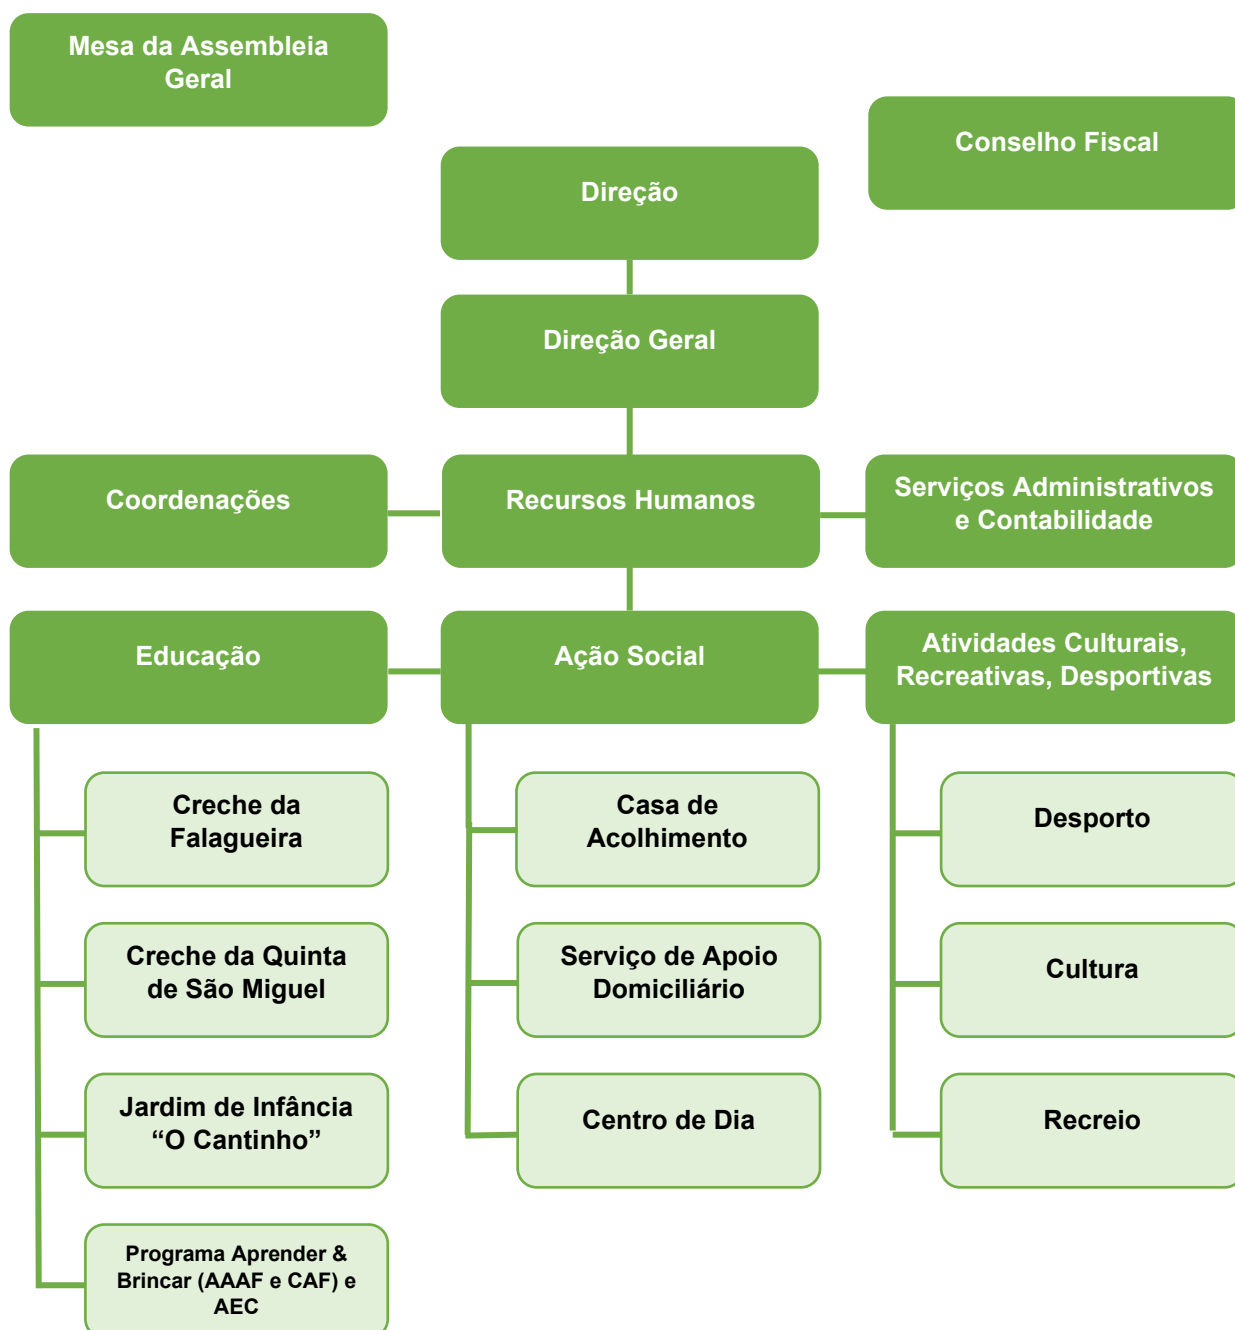 Mesa da Assembleia
Geral
Conselho Fiscal
Direção
Direção Geral
Coordenações
Recursos Humanos
Serviços Administrativos
e Contabilidade
Educação
Ação Social
Atividades Culturais,
Recreativas, Desportivas
Creche da
Falagueira
Casa de
Acolhimento
Desporto
Creche da Quinta
de São Miguel
Serviço de Apoio
Domiciliário
Cultura
Jardim de Infância
“O Cantinho”
Centro de Dia
Recreio
Programa Aprender &
Brincar (AAAF e CAF) e
AEC